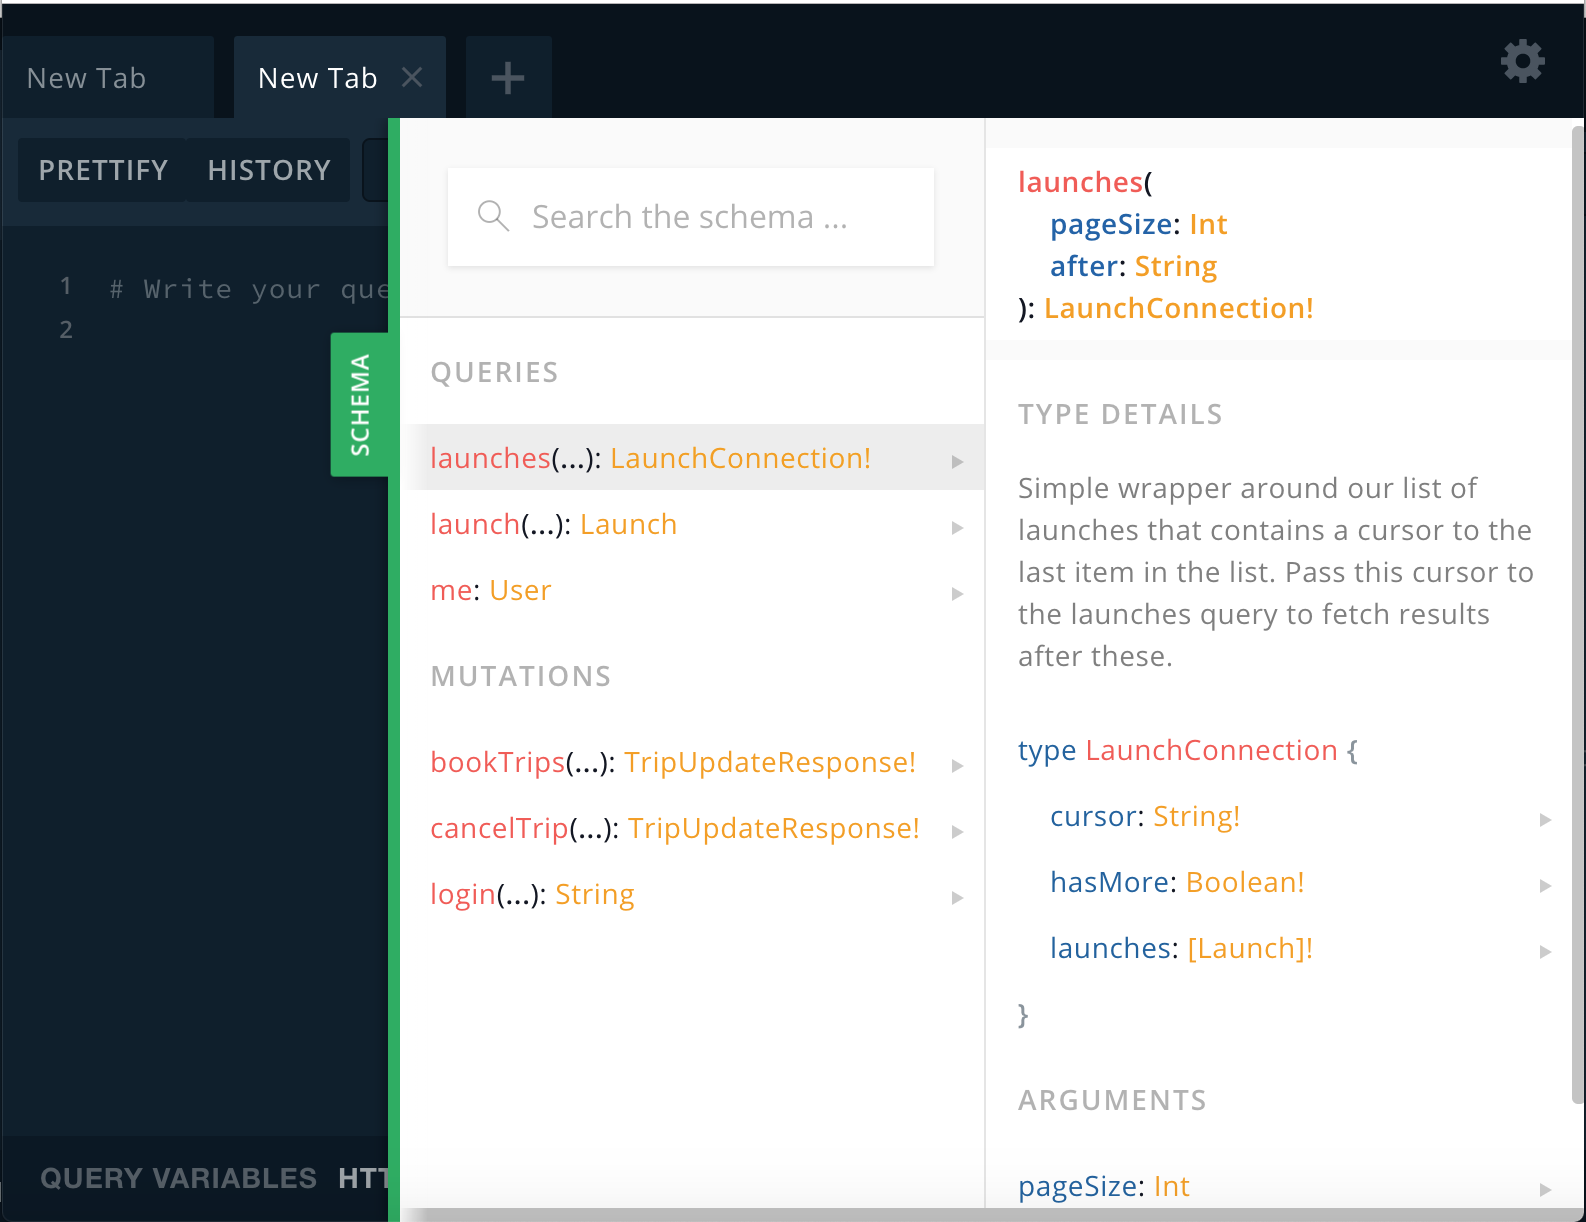 New Tab
New Tab
PRETTIFY
HISTORY
1 # Write your que
2
SCHEMA
Search the schema ...
QUERIES
launches(...): LaunchConnection!
launch(...): Launch
me: User
MUTATIONS
bookTrips(...): TripUpdateResponse!
cancelTrip(...): TripUpdateResponse!
login(...): String
launches(
pageSize: Int
after: String
): LaunchConnection!
TYPE DETAILS
Simple wrapper around our list of
launches that contains a cursor to the
last item in the list. Pass this cursor to
the launches query to fetch results
after these.
type LaunchConnection {
cursor: String!
hasMore: Boolean!
launches: [Launch]!
}
ARGUMENTS
pageSize: Int
QUERY VARIABLES HTT